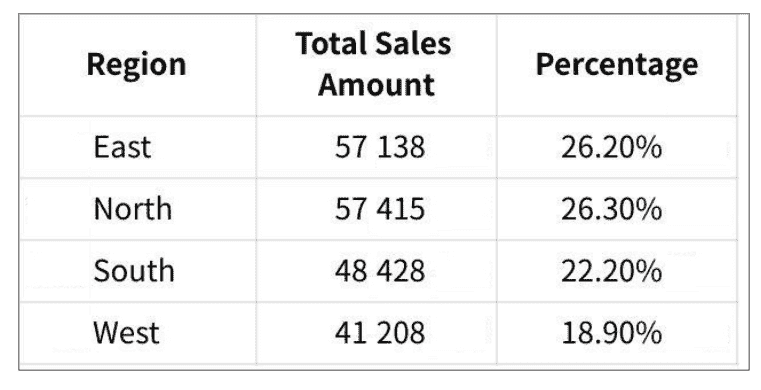 Region Total Sales Amount Percentage
East 57 138 26.20%
North 57 415 26.30%
South 48 428 22.20%
West 41 208 18.90%